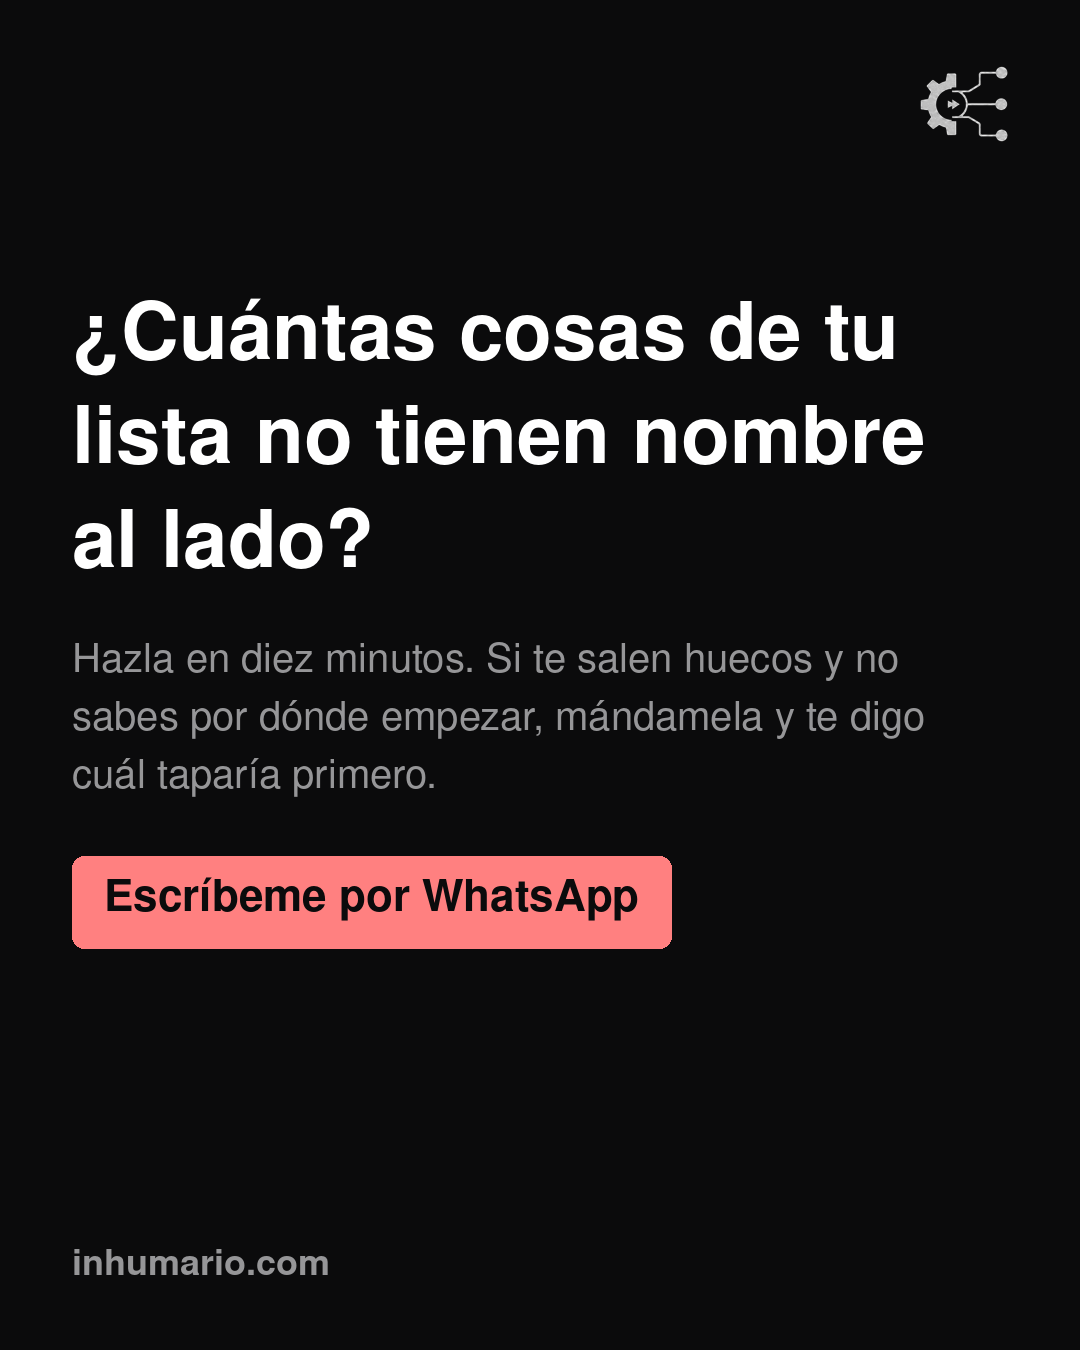 ¿Cuántas cosas de tu
lista no tienen nombre
al lado?
Hazla en diez minutos. Si te salen huecos y no
sabes por dónde empezar, mándamela y te digo
cuál taparía primero.
Escríbeme por WhatsApp
inhumario.com